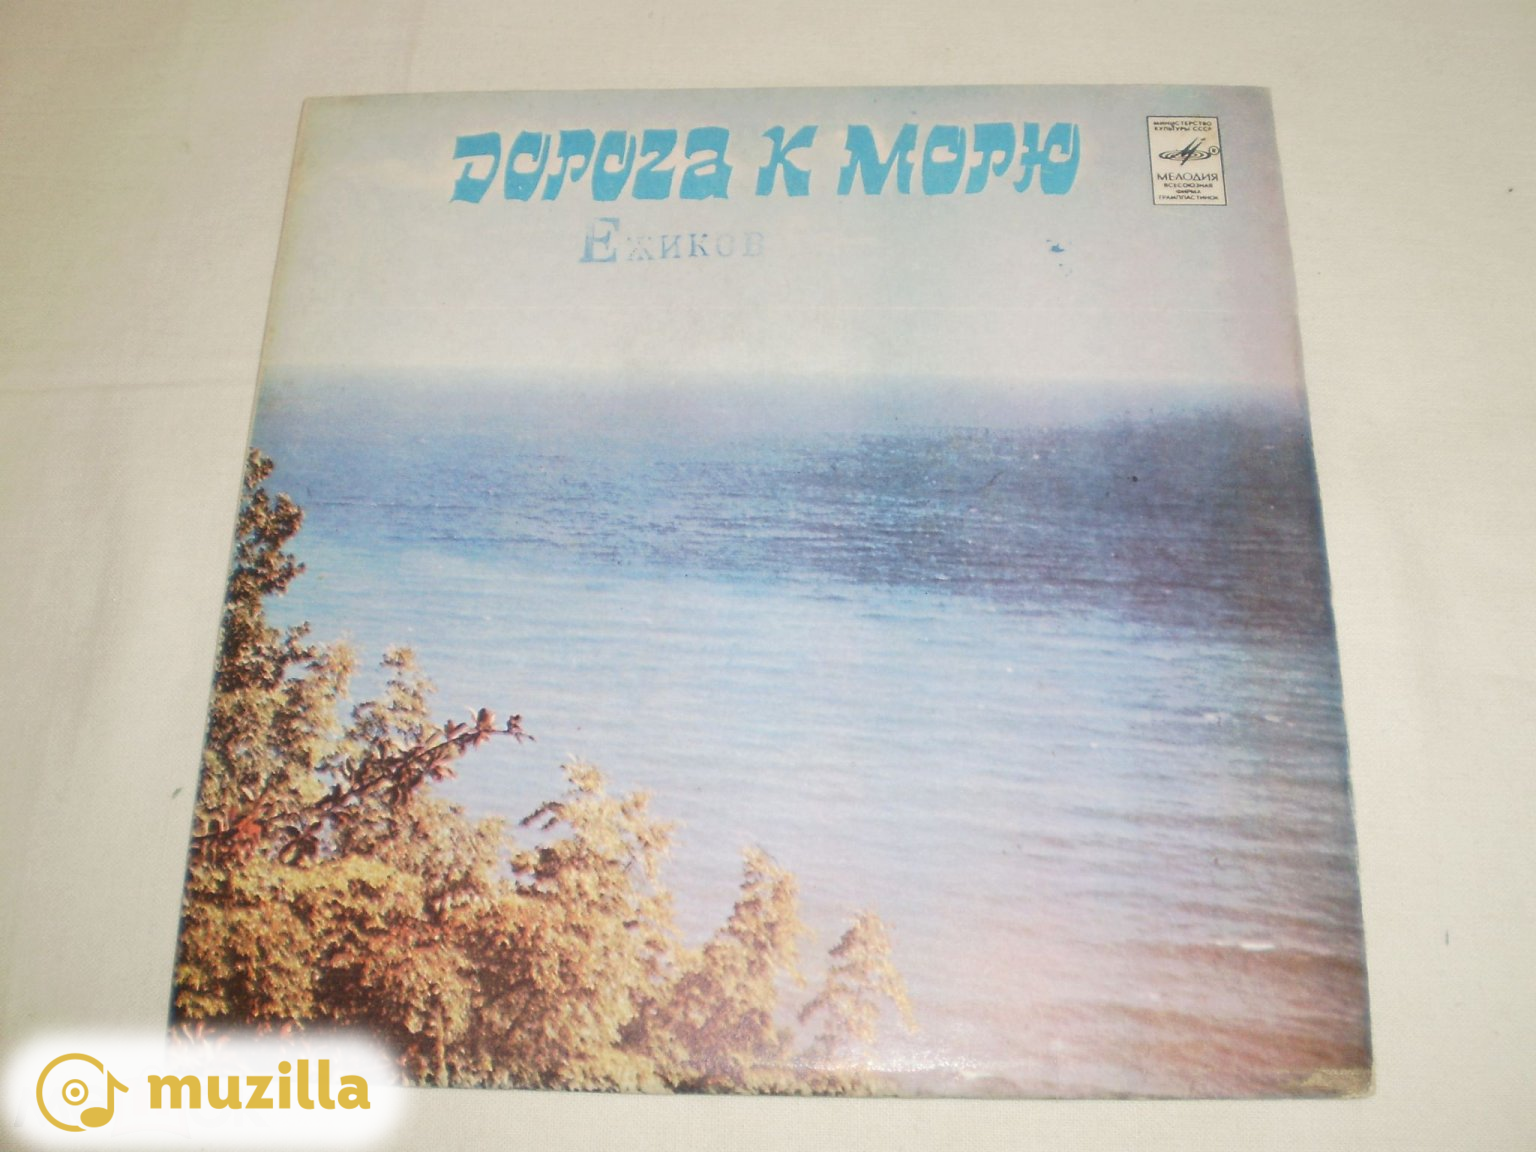 Дорога к морю
МИНИСТЕРСТВО
КУЛЬТУРЫ СССР
МЕЛОДИЯ
ВСЕСОЮЗНАЯ
ФИРМА
ГРАМПЛАСТИНОК
Ежиков
muzilla